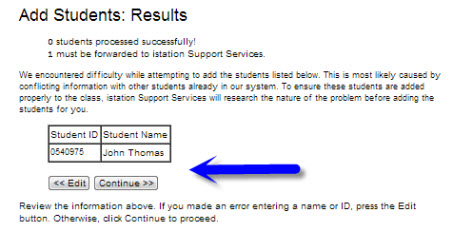 Add Students: Results
0 students processed successfully!
1 must be forwarded to istation Support Services.
We encountered difficulty while attempting to add the students listed below. This is most likely caused by
conflicting information with other students already in our system. To ensure these students are added
properly to the class, istation Support Services will research the nature of the problem before adding the
students for you.
Student ID Student Name
0540975 John Thomas
<< Edit Continue >>
Review the information above. If you made an error entering a name or ID, press the Edit
button. Otherwise, click Continue to proceed.